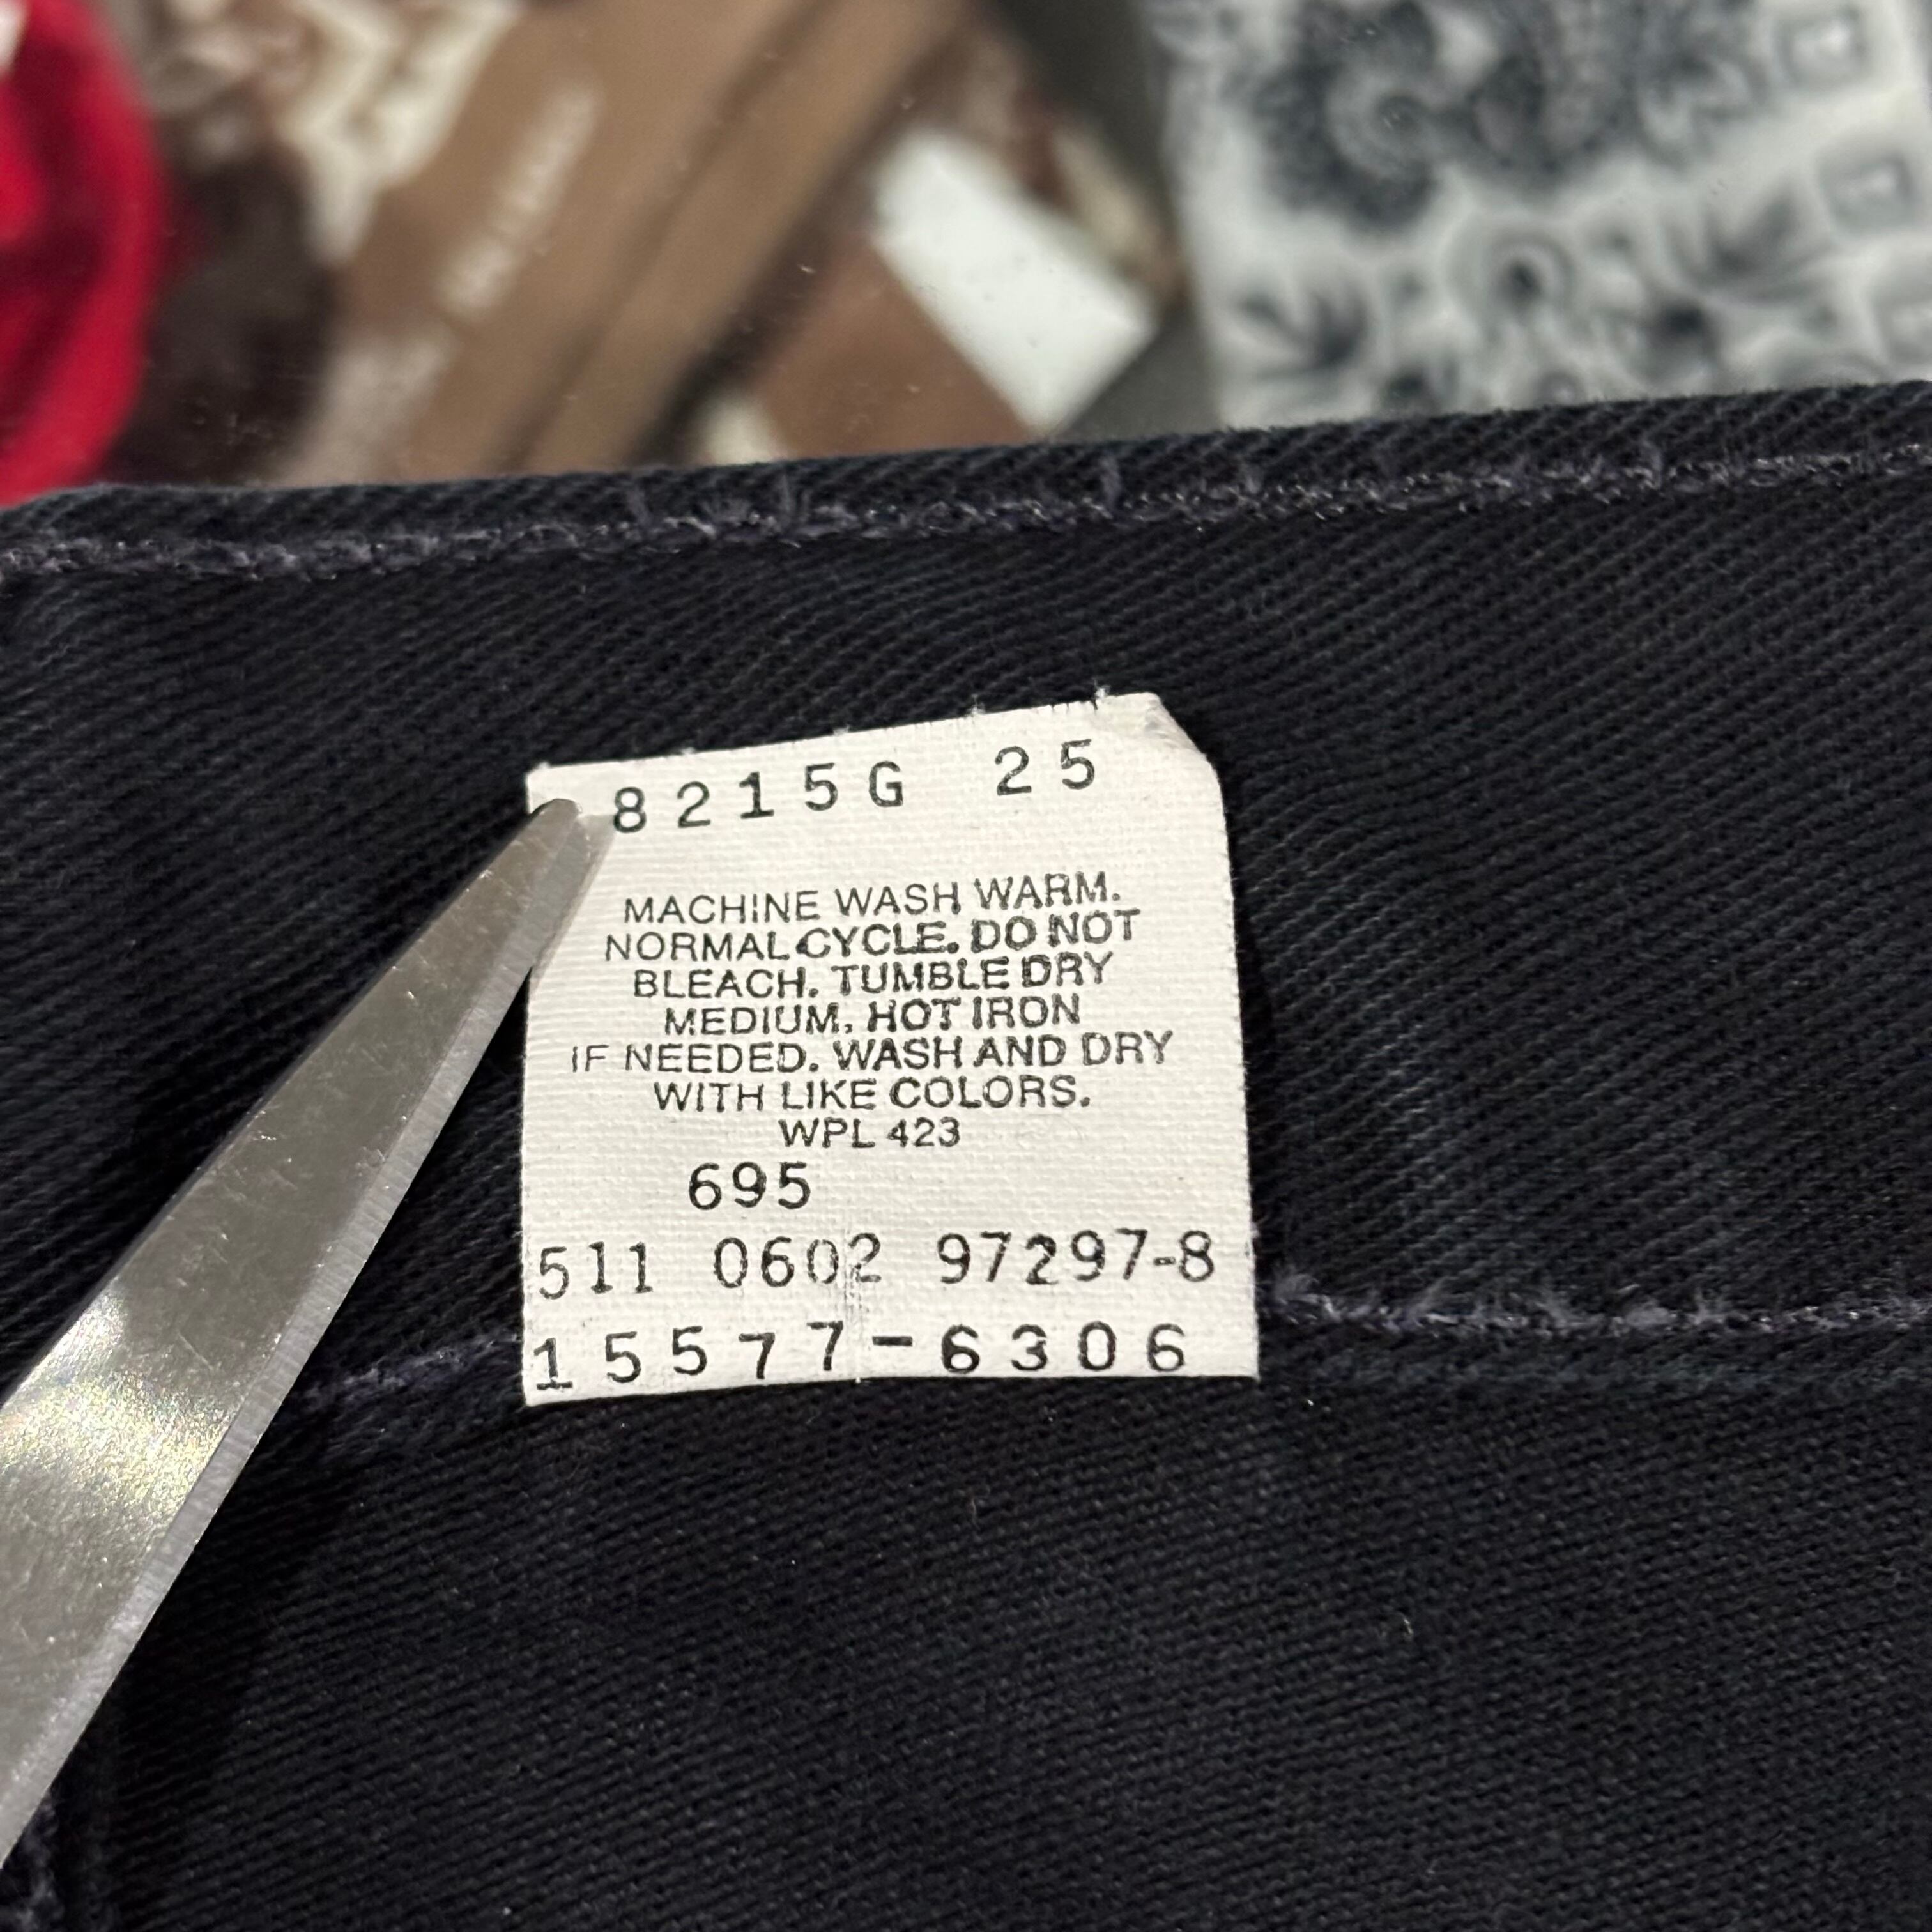 8215G 25
MACHINE WASH WARM.
NORMAL CYCLE. DO NOT
BLEACH. TUMBLE DRY
MEDIUM. HOT IRON
IF NEEDED. WASH AND DRY
WITH LIKE COLORS.
WPL 423
695
511 0602 97297-8
15577-6306